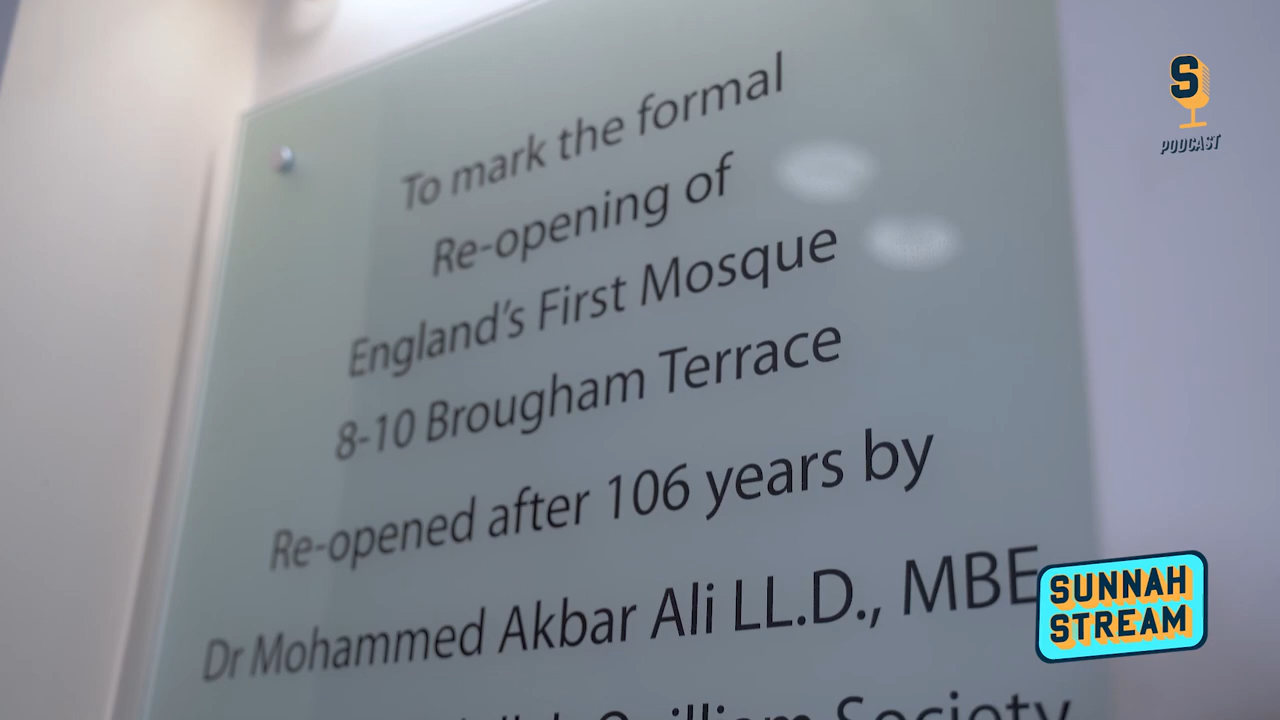 S
PODCAST
To mark the formal
Re-opening of
England's First Mosque
8-10 Brougham Terrace
Re-opened after 106 years by
Dr Mohammed Akbar Ali LL.D., MBE
Society
SUNNAH
STREAM